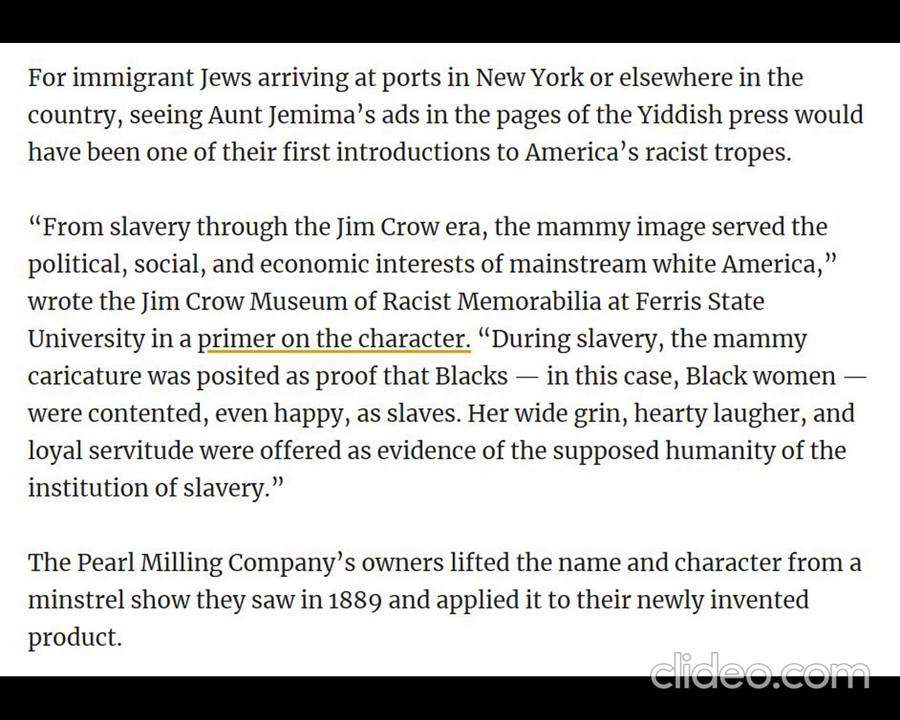 For immigrant Jews arriving at ports in New York or elsewhere in the
country, seeing Aunt Jemima’s ads in the pages of the Yiddish press would
have been one of their first introductions to America’s racist tropes.
“From slavery through the Jim Crow era, the mammy image served the
political, social, and economic interests of mainstream white America,”
wrote the Jim Crow Museum of Racist Memorabilia at Ferris State
University in a primer on the character. “During slavery, the mammy
caricature was posited as proof that Blacks — in this case, Black women —
were contented, even happy, as slaves. Her wide grin, hearty laugher, and
loyal servitude were offered as evidence of the supposed humanity of the
institution of slavery.”
The Pearl Milling Company’s owners lifted the name and character from a
minstrel show they saw in 1889 and applied it to their newly invented
product.
clideo.com